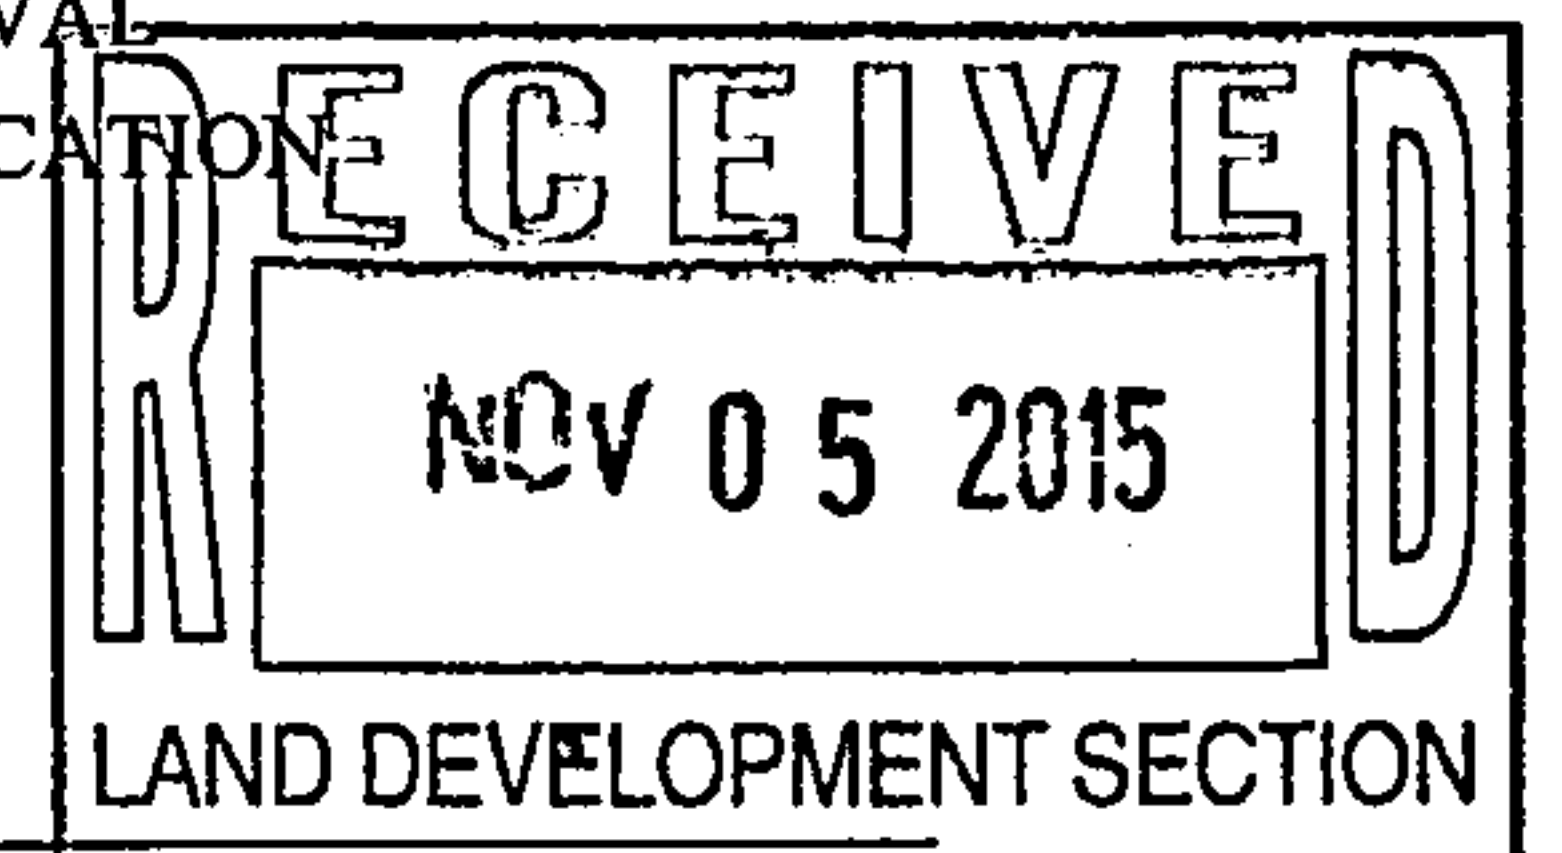 VAL
CATION
RECEIVED
NOV 05 2015
LAND DEVELOPMENT SECTION